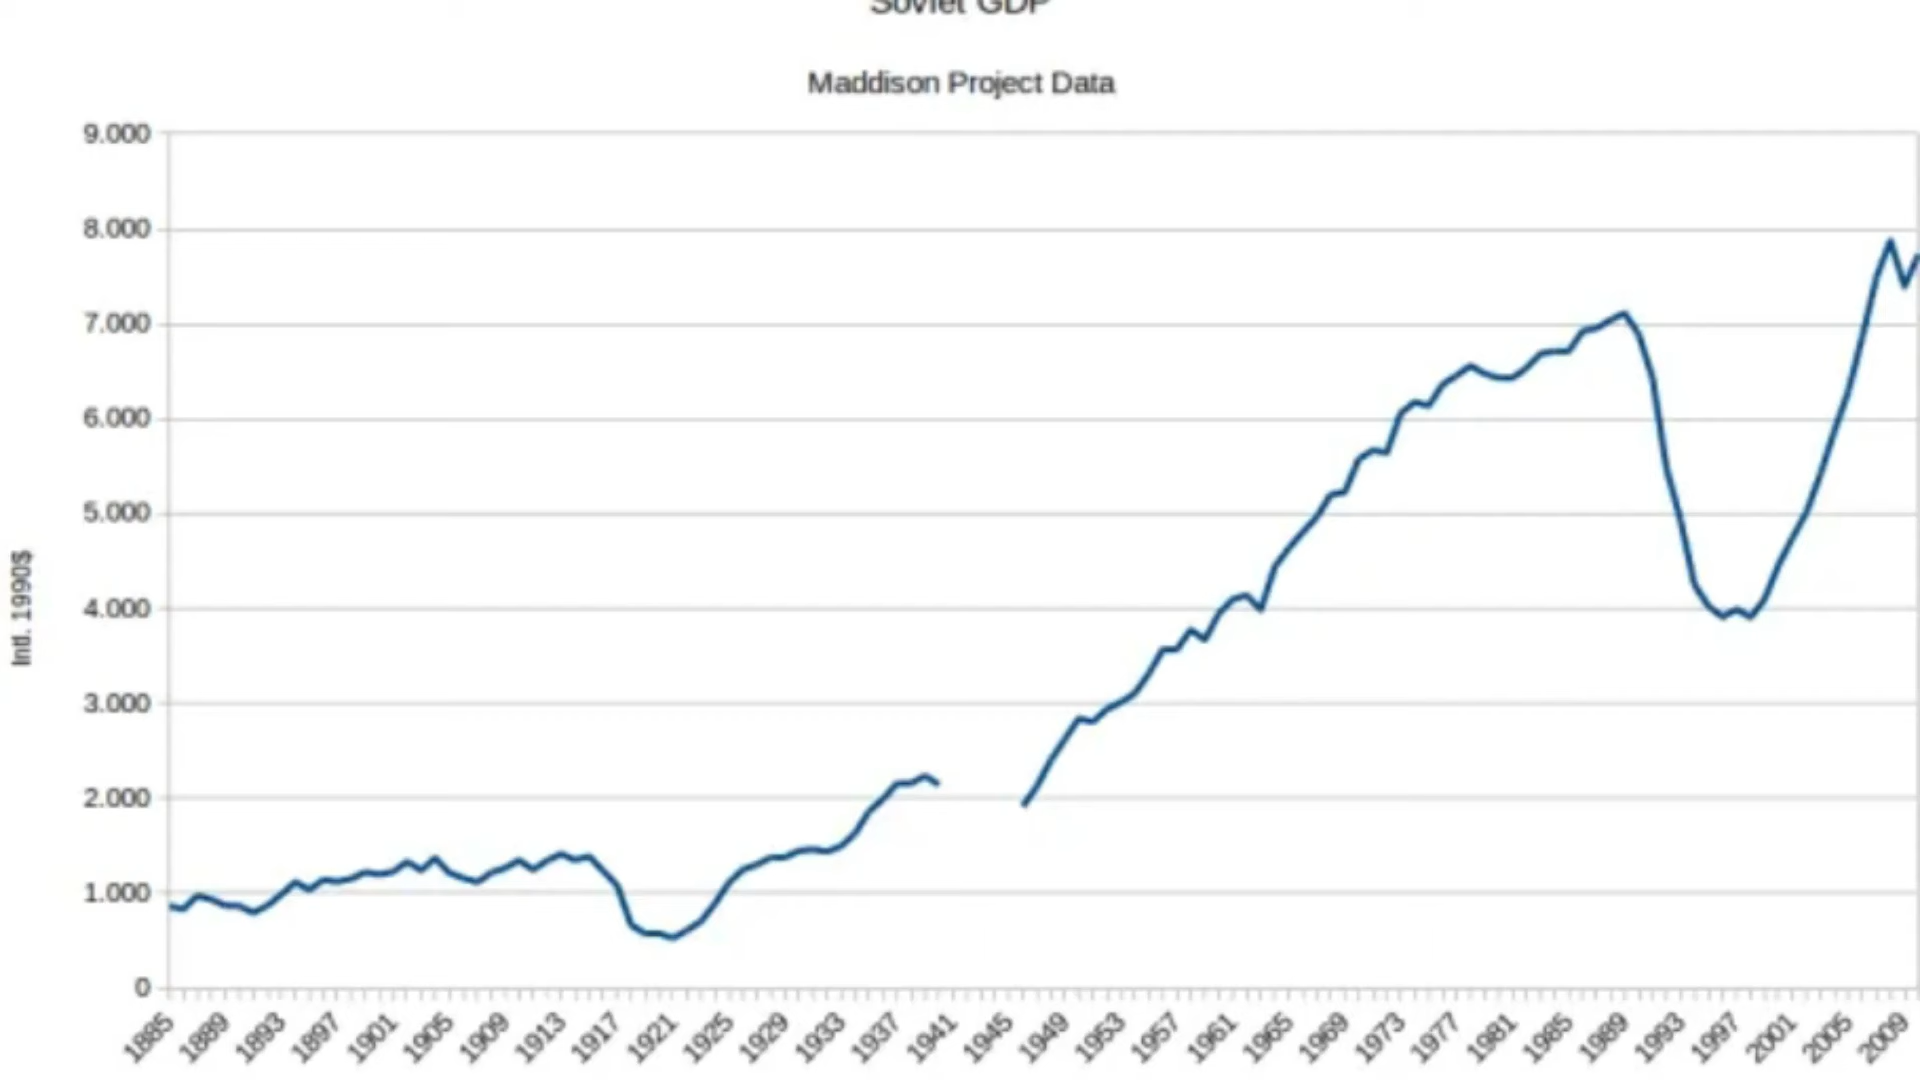 Soviet GDP
Maddison Project Data
9.000
8.000
7.000
6.000
5.000
4.000
3.000
2.000
1.000
0
Intl. 1990$
1885 1889 1893 1897 1901 1905 1909 1913 1917 1921 1925 1929 1933 1937 1941 1945 1949 1953 1957 1961 1965 1969 1973 1977 1981 1985 1989 1993 1997 2001 2005 2009